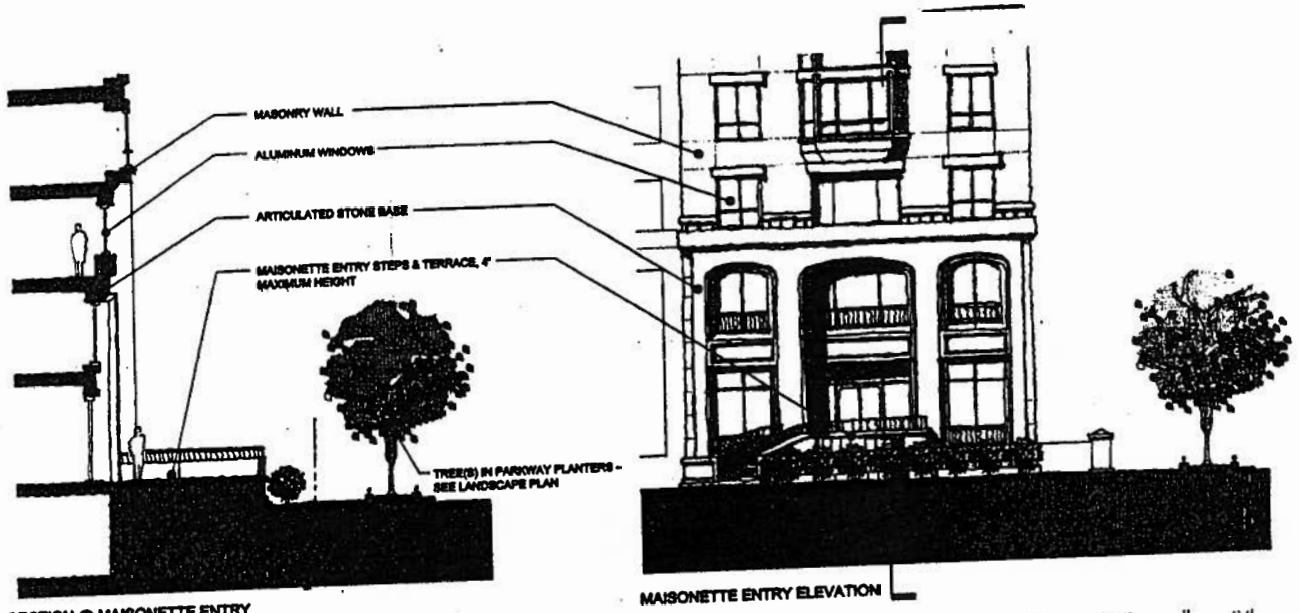 MASONRY WALL
ALUMINUM WINDOWS
ARTICULATED STONE BASE
MAISONETTE ENTRY STEPS & TERRACE, 4'
MAXIMUM HEIGHT
TREE(S) IN PARKWAY PLANTERS –
SEE LANDSCAPE PLAN
@ MAISONETTE ENTRY
MAISONETTE ENTRY ELEVATION